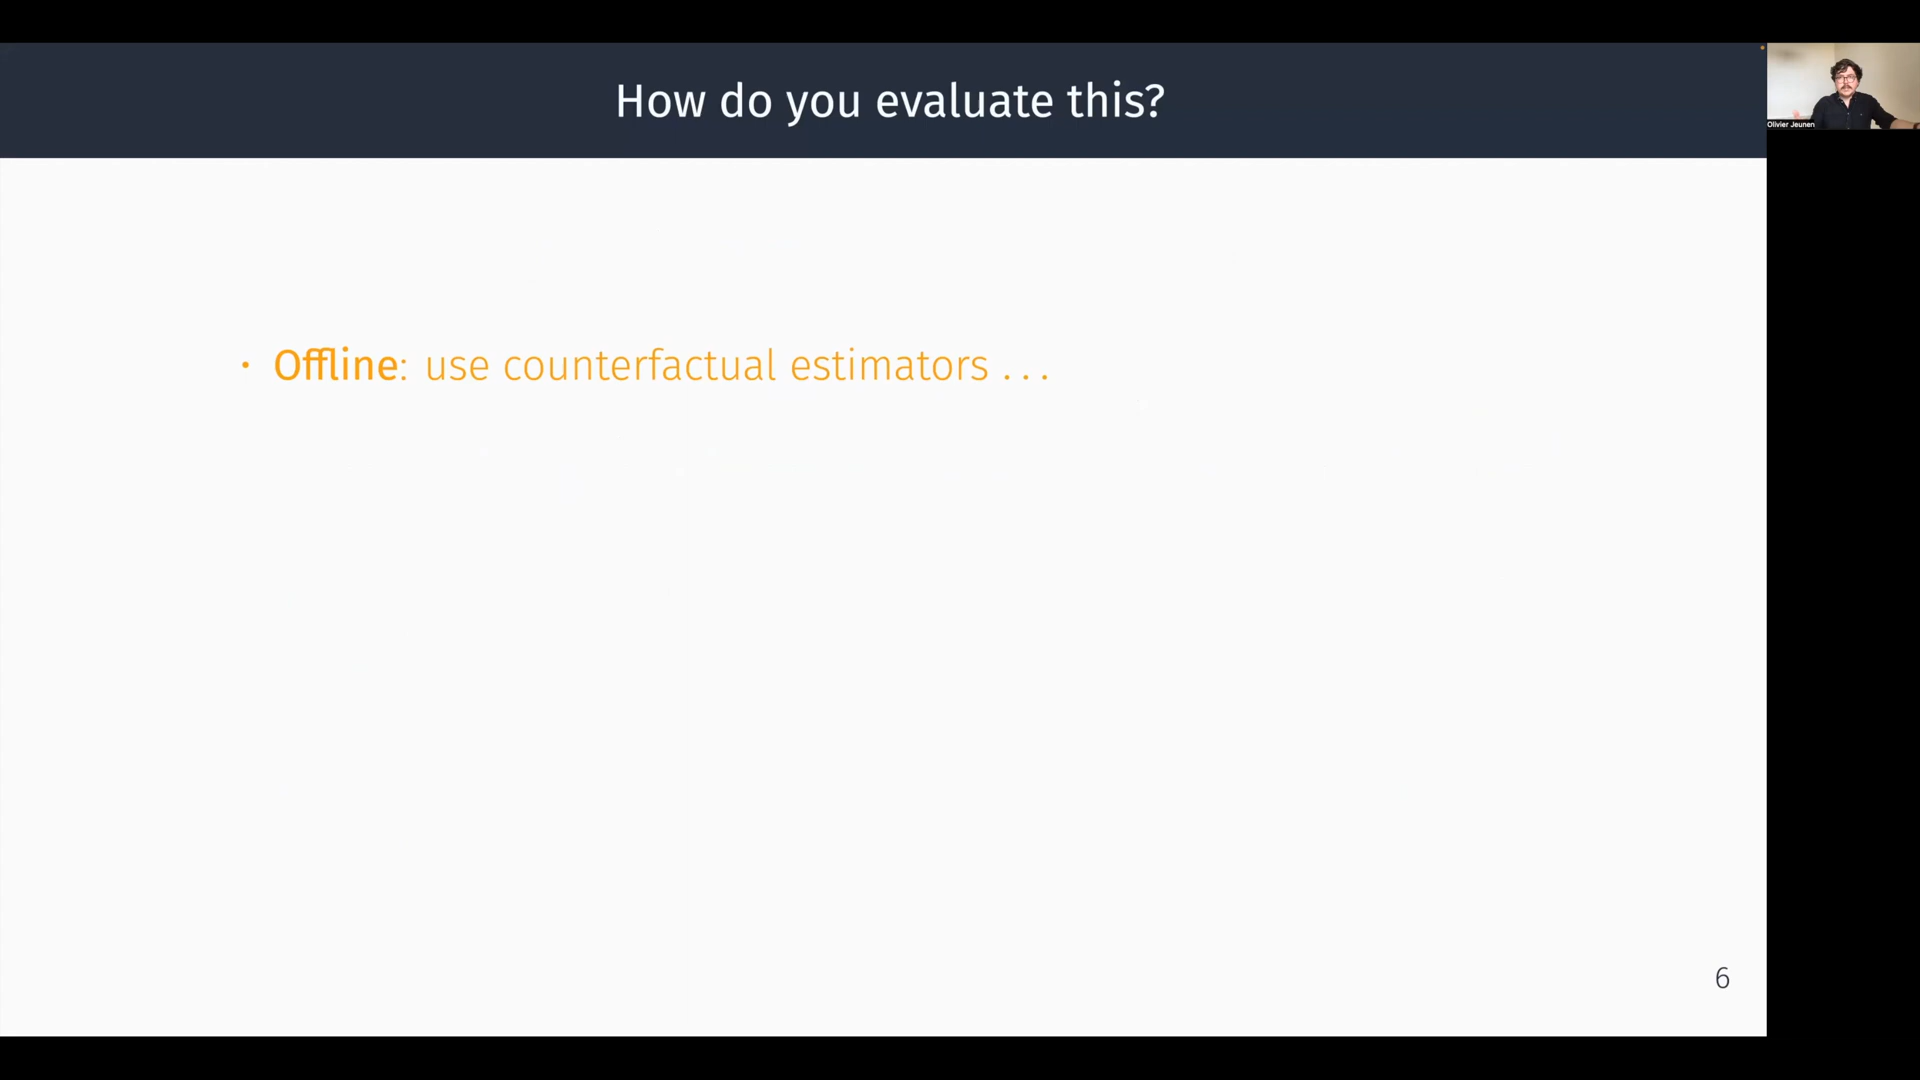 How do you evaluate this?
Olivier Jeunen
• Offline: use counterfactual estimators . . .
6